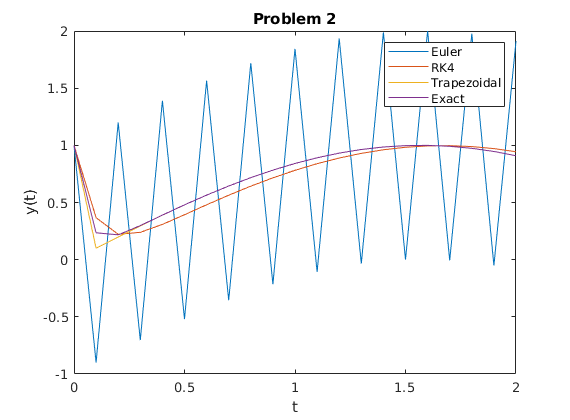 Problem 2
2
1.5
1
0.5
0
-0.5
-1
y(t)
Euler
RK4
Trapezoidal
Exact
0
0.5
1
1.5
2
t